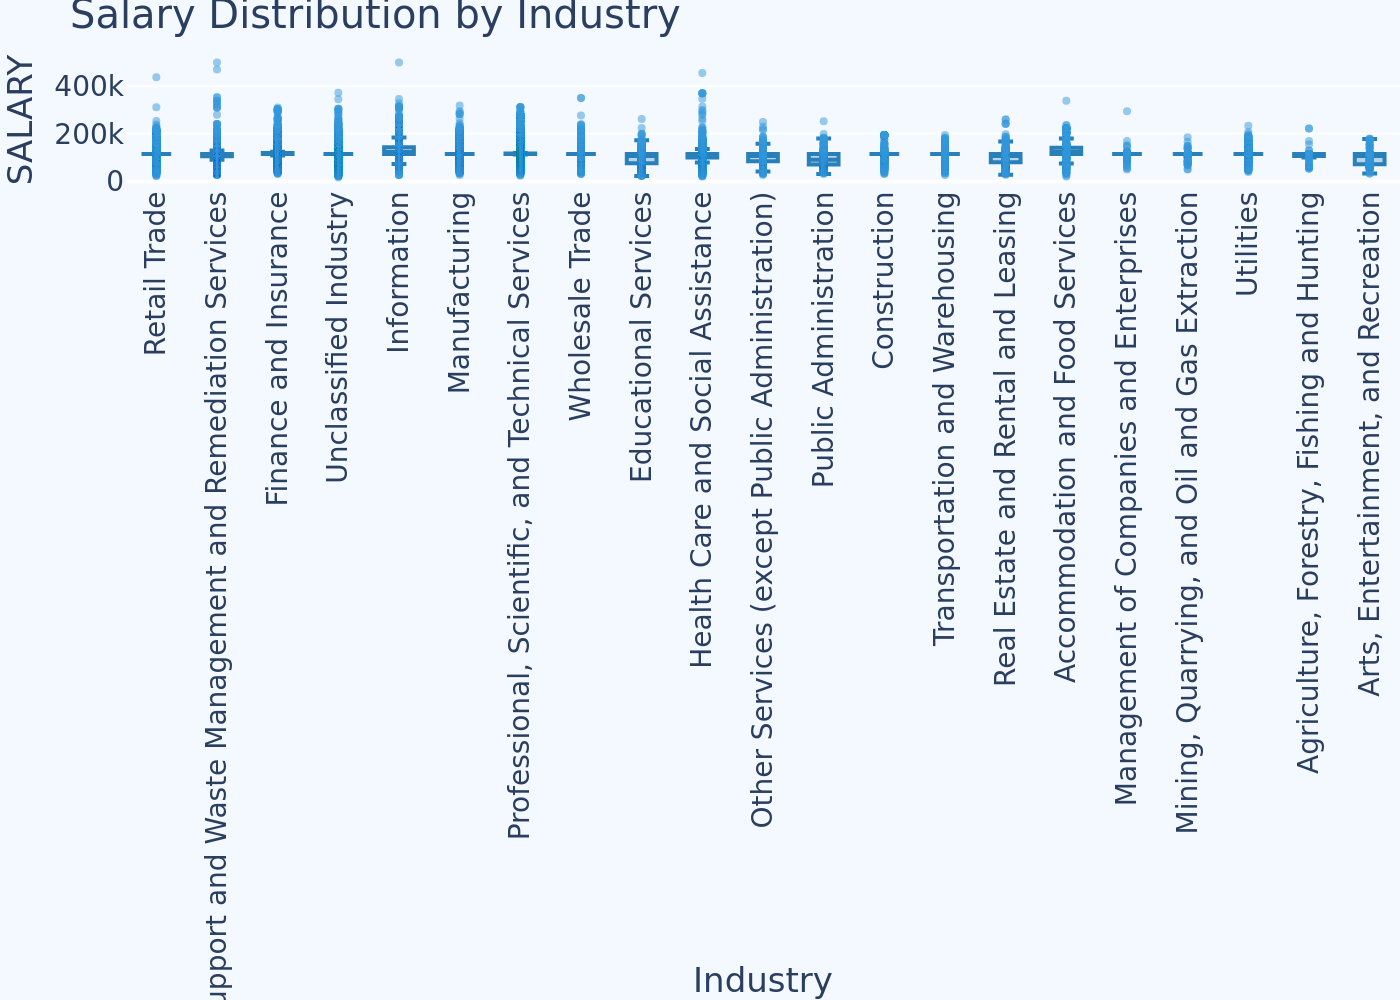 Salary Distribution by Industry
SALARY
400k
200k
0
Retail Trade
and Waste Management and Remediation Services
Finance and Insurance
Unclassified Industry
Information
Manufacturing
Professional, Scientific, and Technical Services
Wholesale Trade
Educational Services
Health Care and Social Assistance
Other Services (except Public Administration)
Public Administration
Construction
Transportation and Warehousing
Real Estate and Rental and Leasing
Accommodation and Food Services
Management of Companies and Enterprises
Mining, Quarrying, and Oil and Gas Extraction
Utilities
Agriculture, Forestry, Fishing and Hunting
Arts, Entertainment, and Recreation
Industry